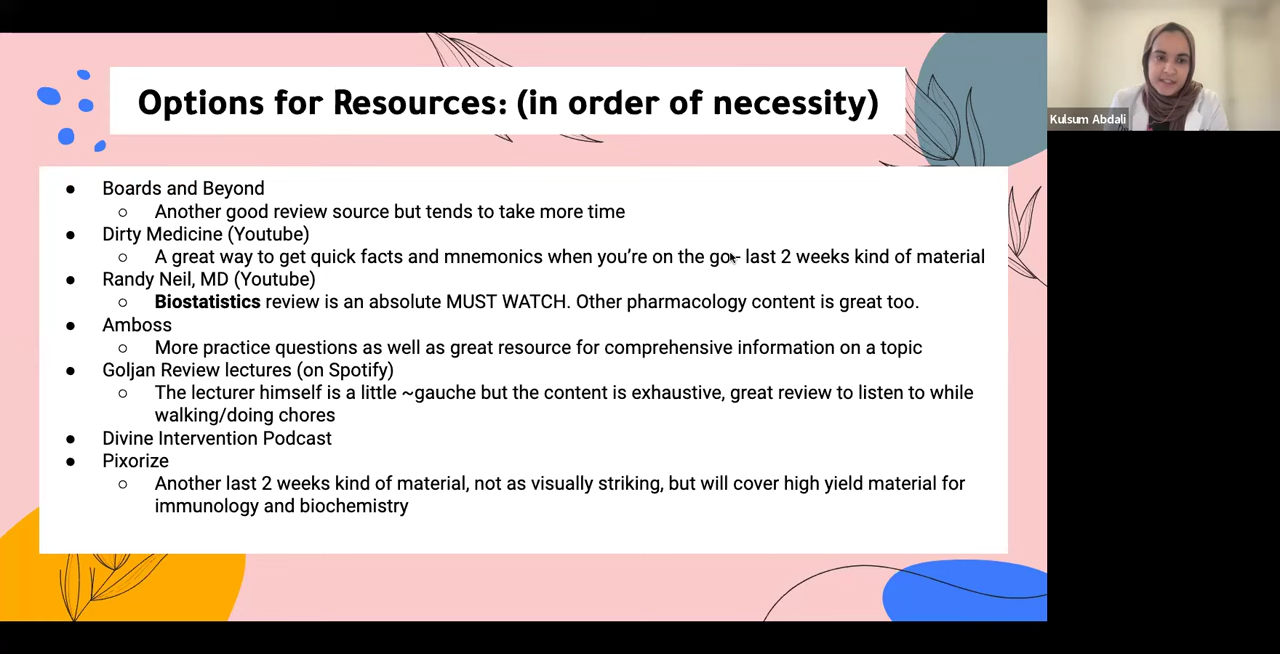 Options for Resources: (in order of necessity)
Kulsum Abdali
● Boards and Beyond
○ Another good review source but tends to take more time
● Dirty Medicine (Youtube)
○ A great way to get quick facts and mnemonics when you’re on the go- last 2 weeks kind of material
● Randy Neil, MD (Youtube)
○ Biostatistics review is an absolute MUST WATCH. Other pharmacology content is great too.
● Amboss
○ More practice questions as well as great resource for comprehensive information on a topic
● Goljan Review lectures (on Spotify)
○ The lecturer himself is a little ~gauche but the content is exhaustive, great review to listen to while
walking/doing chores
● Divine Intervention Podcast
● Pixorize
○ Another last 2 weeks kind of material, not as visually striking, but will cover high yield material for
immunology and biochemistry